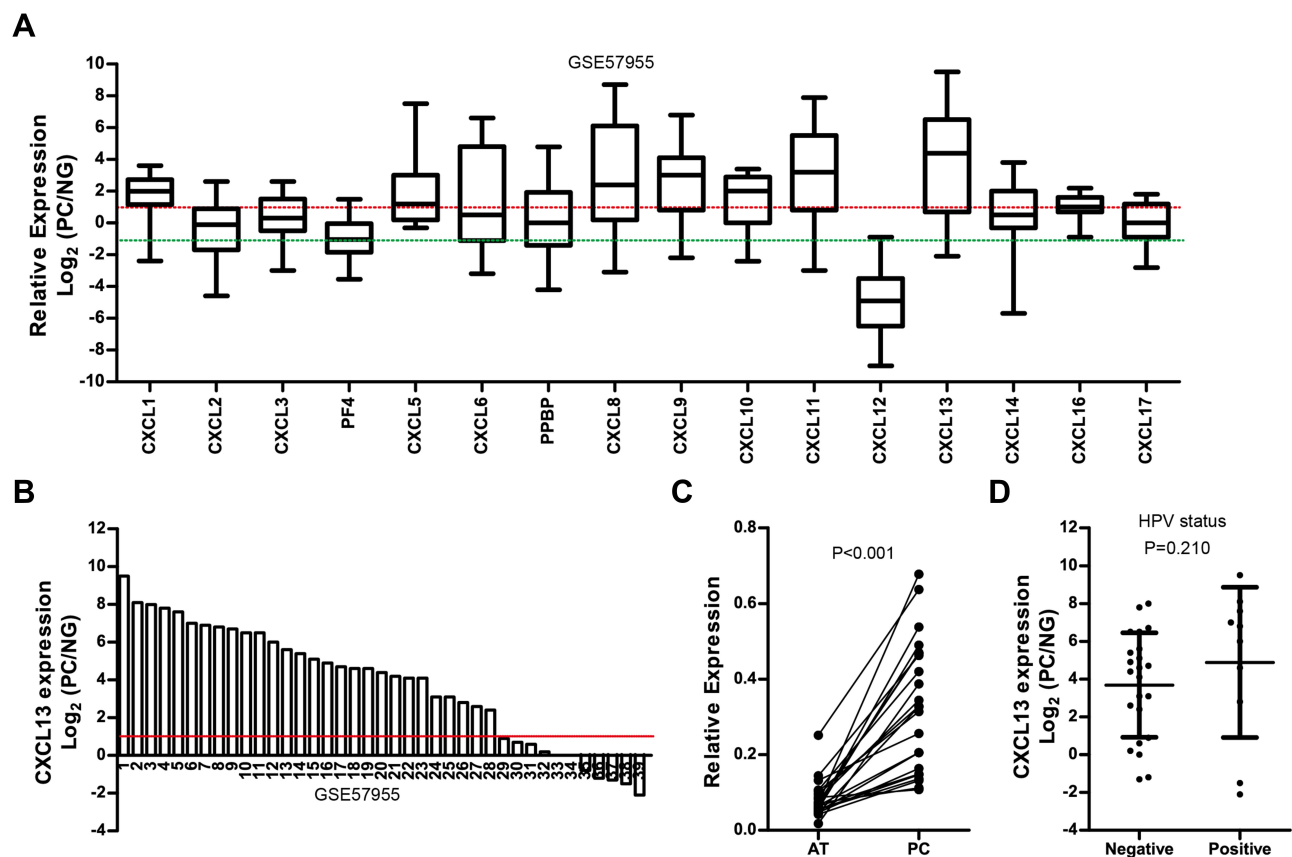 A
GSE57955
Relative Expression
Log₂ (PC/NG)
10
8
6
4
2
0
-2
-4
-6
-8
-10
CXCL1
CXCL2
CXCL3
PF4
CXCL5
CXCL6
PPBP
CXCL8
CXCL9
CXCL10
CXCL11
CXCL12
CXCL13
CXCL14
CXCL16
CXCL17
B
CXCL13 expression
Log₂ (PC/NG)
12
10
8
6
4
2
0
-2
-4
1 2 3 4 5 6 7 8 9 10 11 12 13 14 15 16 17 18 19 20 21 22 23 24 25 26 27 28 29 30 31 32 33 34 35 36 37 38 39
GSE57955
C
Relative Expression
0.8
0.6
0.4
0.2
0.0
P<0.001
AT PC
D
CXCL13 expression
Log₂ (PC/NG)
12
10
8
6
4
2
0
-2
-4
HPV status
P=0.210
Negative Positive